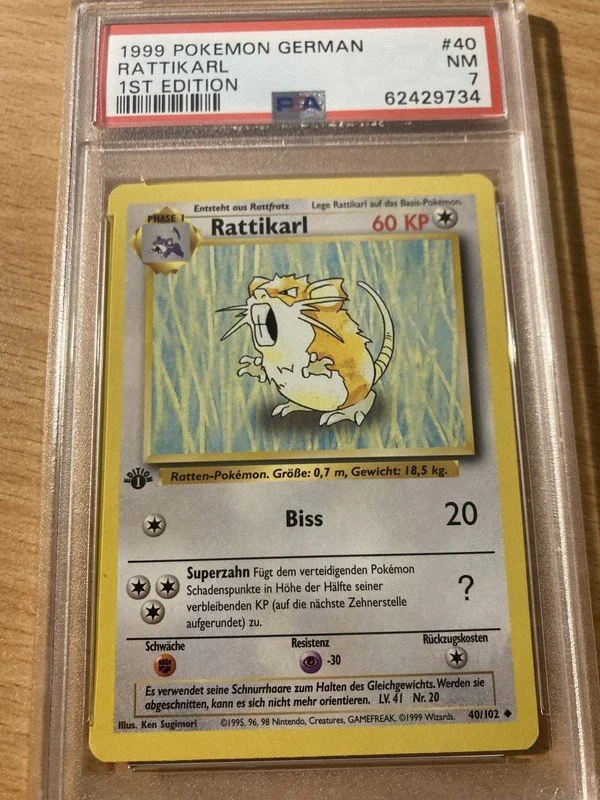 1999 POKEMON GERMAN #40
RATTIKARL NM
1ST EDITION 7
PSA 62429734
Entsteht aus Rattfratz Lege Rattikarl auf das Basis-Pokémon.
PHASE 1
Rattikarl 60 KP
EDITION 1
Ratten-Pokémon. Größe: 0,7 m, Gewicht: 18,5 kg.
Biss 20
Superzahn Fügt dem verteidigenden Pokémon
Schadenspunkte in Höhe der Hälfte seiner ?
verbleibenden KP (auf die nächste Zehnerstelle
aufgerundet) zu.
Schwäche Resistenz Rückzugskosten
-30
Es verwendet seine Schnurrhaare zum Halten des Gleichgewichts. Werden sie
abgeschnitten, kann es sich nicht mehr orientieren. LV. 41 Nr. 20
Illus. Ken Sugimori ©1995, 96, 98 Nintendo, Creatures, GAMEFREAK. ©1999 Wizards. 40/102